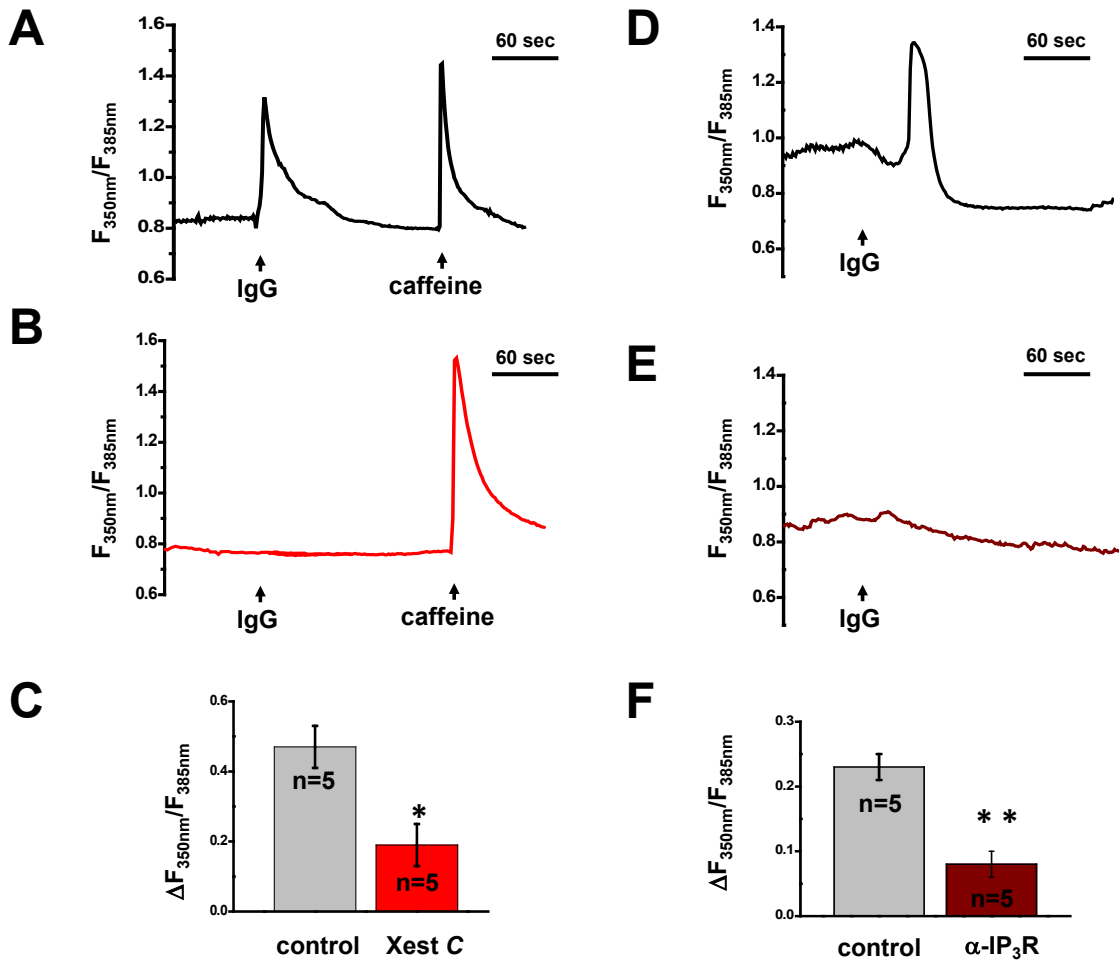 A
60 sec
F350nm/F385nm
1.6
1.4
1.2
1.0
0.8
0.6
IgG
caffeine
B
60 sec
F350nm/F385nm
1.6
1.4
1.2
1.0
0.8
0.6
IgG
caffeine
C
ΔF350nm/F385nm
0.6
0.4
0.2
0.0
n=5
*
n=5
control
Xest C
D
60 sec
F350nm/F385nm
1.4
1.2
1.0
0.8
0.6
IgG
E
60 sec
F350nm/F385nm
1.4
1.2
1.0
0.8
0.6
IgG
F
ΔF350nm/F385nm
0.3
0.2
0.1
0.0
n=5
* *
n=5
control
α-IP3R